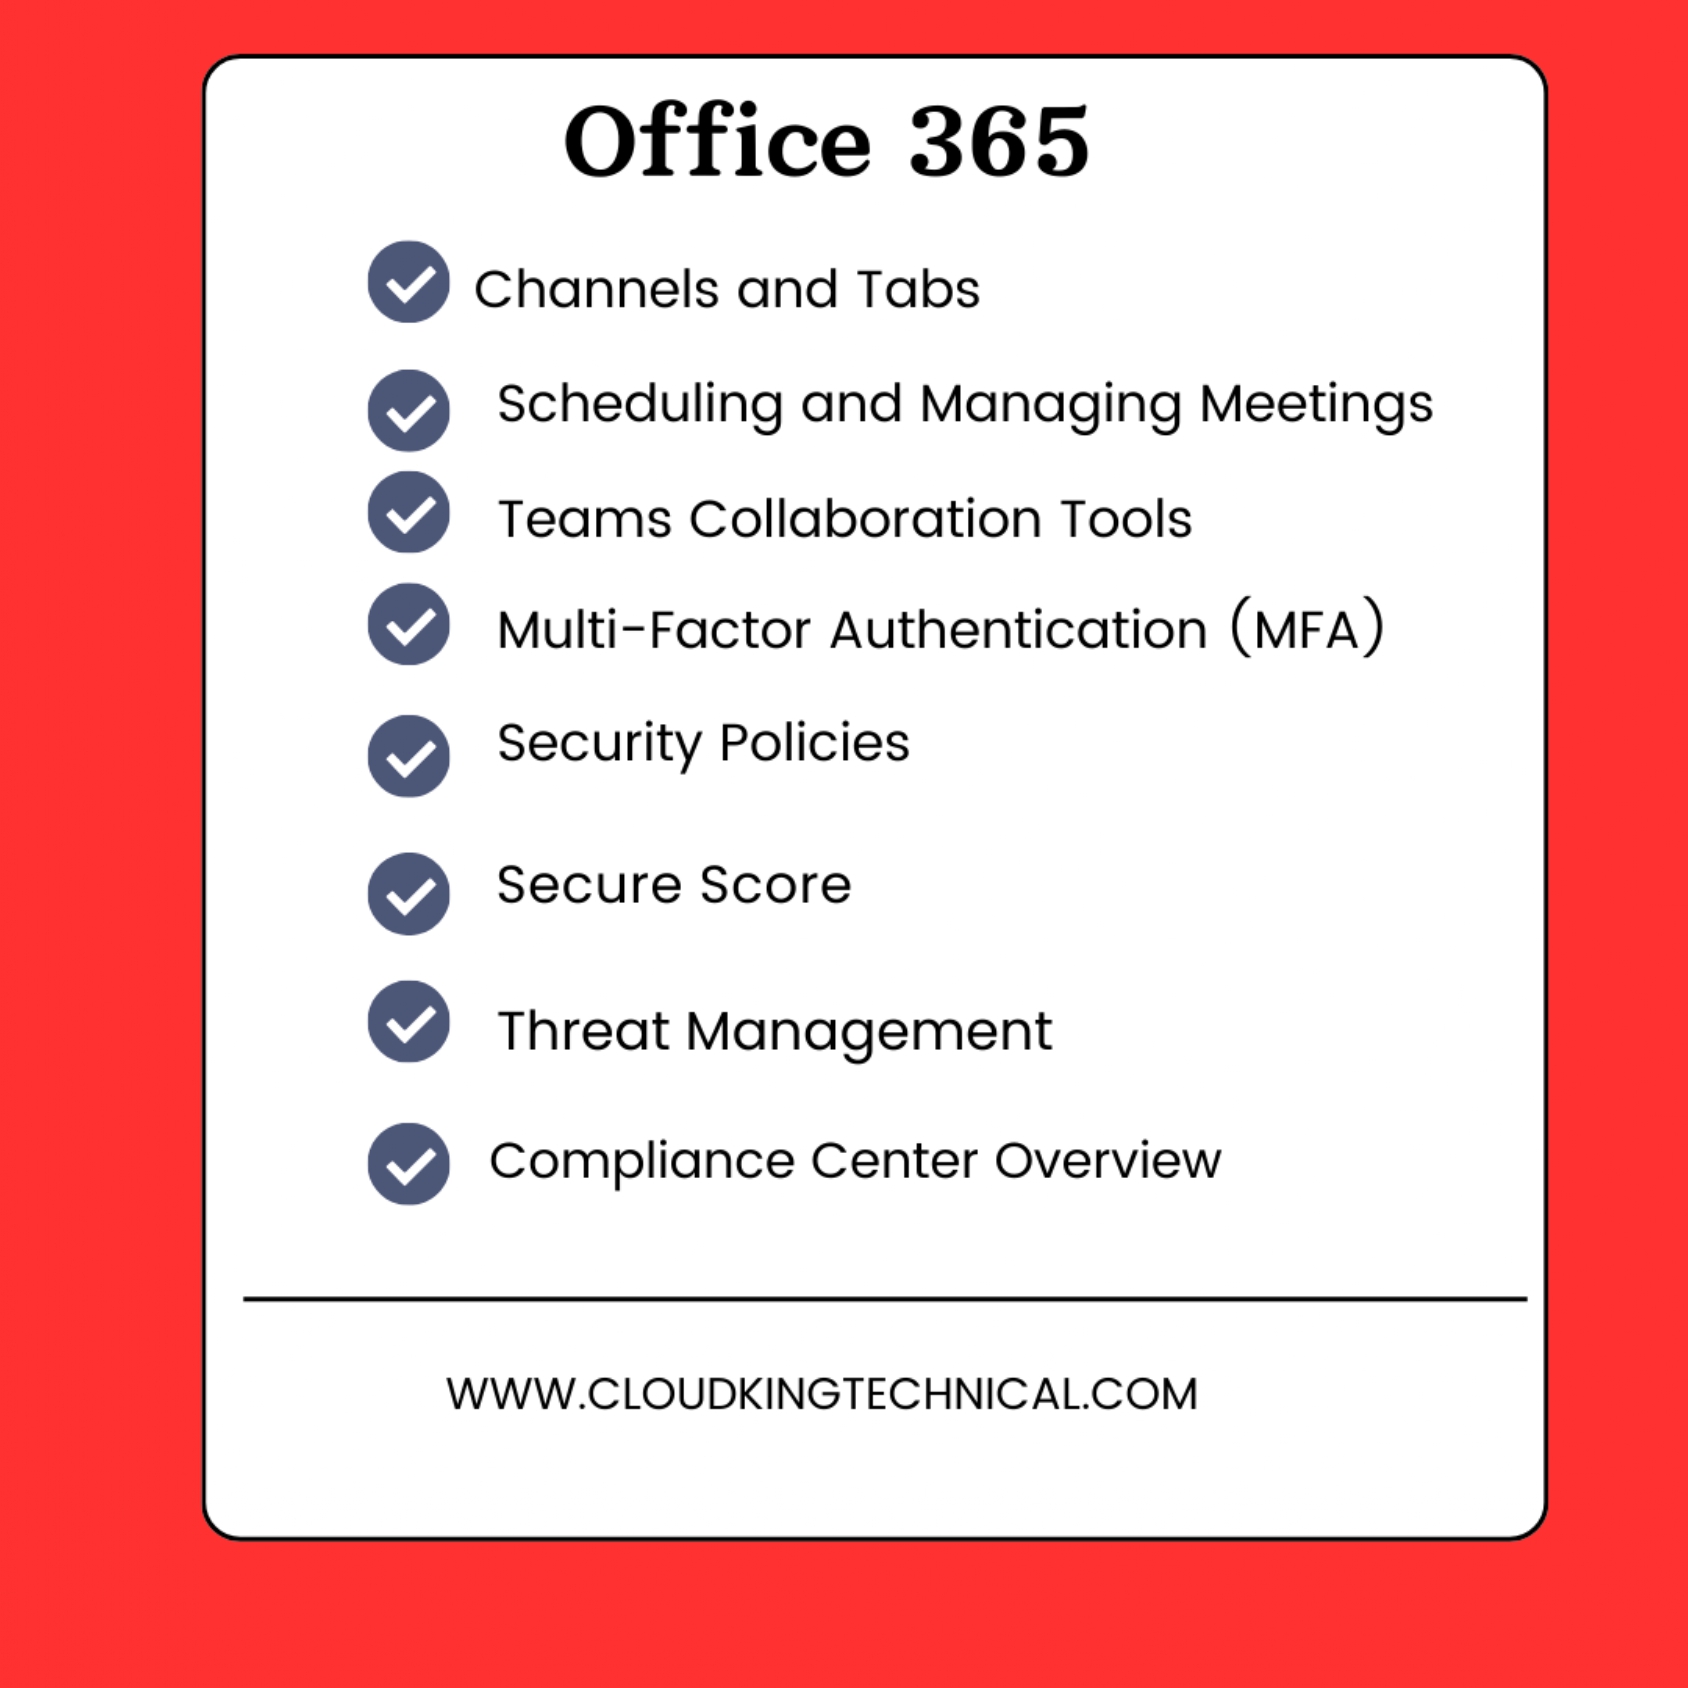 Office 365
Channels and Tabs
Scheduling and Managing Meetings
Teams Collaboration Tools
Multi-Factor Authentication (MFA)
Security Policies
Secure Score
Threat Management
Compliance Center Overview
WWW.CLOUDKINGTECHNICAL.COM